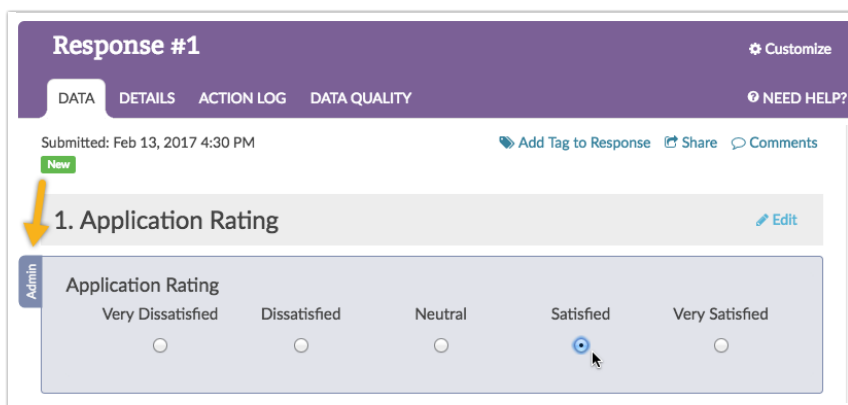 Response #1
Customize
DATA DETAILS ACTION LOG DATA QUALITY
NEED HELP?
Submitted: Feb 13, 2017 4:30 PM
Add Tag to Response Share Comments
New
1. Application Rating
Edit
Admin
Application Rating
Very Dissatisfied Dissatisfied Neutral Satisfied Very Satisfied